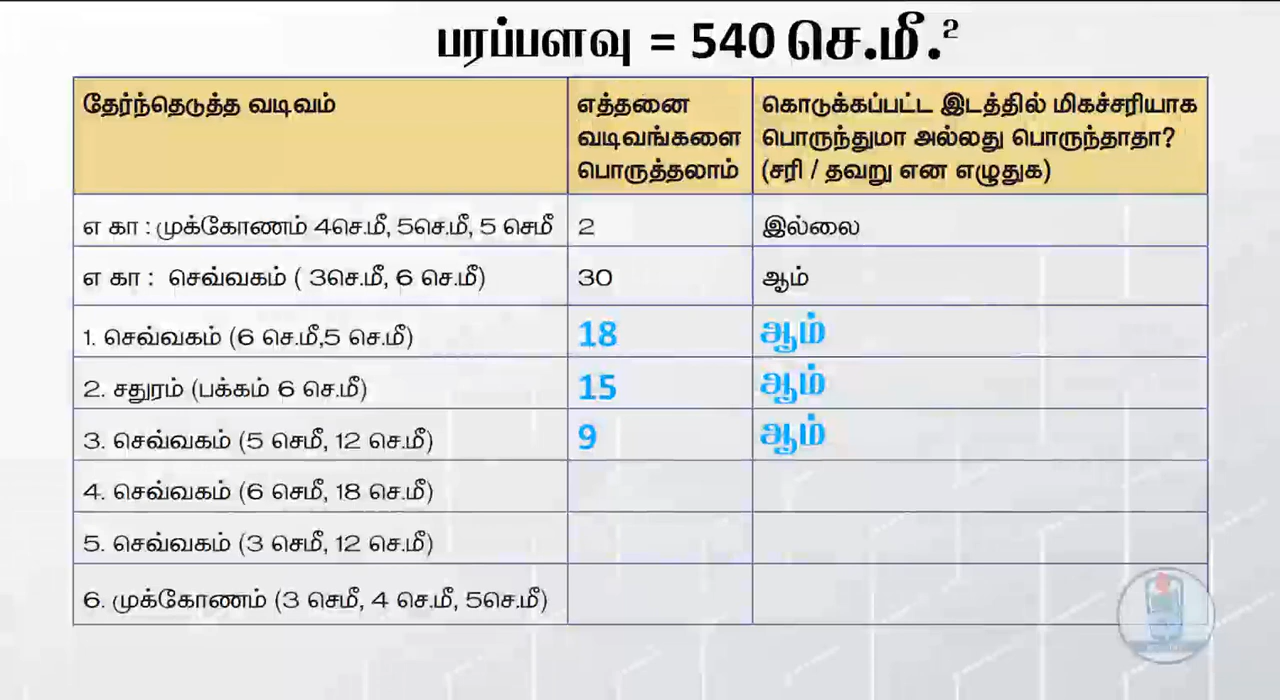 பரப்பளவு = 540 செ.மீ.²
தேர்ந்தெடுத்த வடிவம்
எத்தனை
வடிவங்களை
பொருத்தலாம்
கொடுக்கப்பட்ட இடத்தில் மிகச்சரியாக
பொருந்துமா அல்லது பொருந்தாதா?
(சரி / தவறு என எழுதுக)
எ கா : முக்கோணம் 4செ.மீ, 5செ.மீ, 5 செமீ 2 இல்லை
எ கா : செவ்வகம் ( 3செ.மீ, 6 செ.மீ) 30 ஆம்
1. செவ்வகம் (6 செ.மீ,5 செ.மீ) 18 ஆம்
2. சதுரம் (பக்கம் 6 செ.மீ) 15 ஆம்
3. செவ்வகம் (5 செமீ, 12 செ.மீ) 9 ஆம்
4. செவ்வகம் (6 செமீ, 18 செ.மீ)
5. செவ்வகம் (3 செமீ, 12 செ.மீ)
6. முக்கோணம் (3 செமீ, 4 செ.மீ, 5செ.மீ)